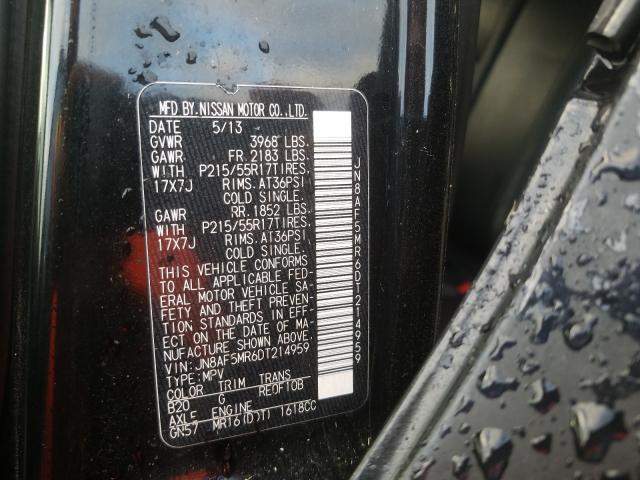 MFD BY.NISSAN MOTOR CO.,LTD.
DATE 5/13
GVWR 3968 LBS.
GAWR FR.2183 LBS.
WITH P215/55R17TIRES,
17X7J RIMS.AT36PSI
COLD SINGLE.
GAWR RR.1852 LBS.
WITH P215/55R17TIRES,
17X7J RIMS.AT36PSI
COLD SINGLE.
THIS VEHICLE CONFORMS
TO ALL APPLICABLE FED-
ERAL MOTOR VEHICLE SA-
FETY AND THEFT PREVEN-
TION STANDARDS IN EFF-
ECT ON THE DATE OF MA-
NUFACTURE SHOWN ABOVE.
VIN:JN8AF5MR6DT214959
TYPE:MPV
COLOR TRIM TRANS
B20 G RE0F10B
AXLE ENGINE
GN57 MR16(DDT) 1618CC
JN8AF5MR6DT214959